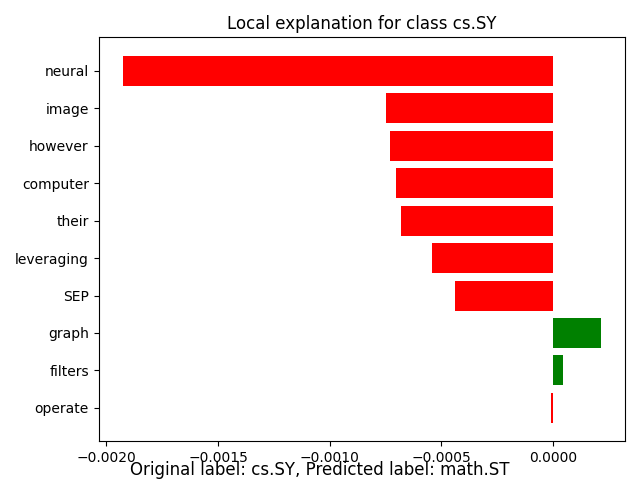 Local explanation for class cs.SY
neural
image
however
computer
their
leveraging
SEP
graph
filters
operate
−0.0020 −0.0015 −0.0010 −0.0005 0.0000
Original label: cs.SY, Predicted label: math.ST